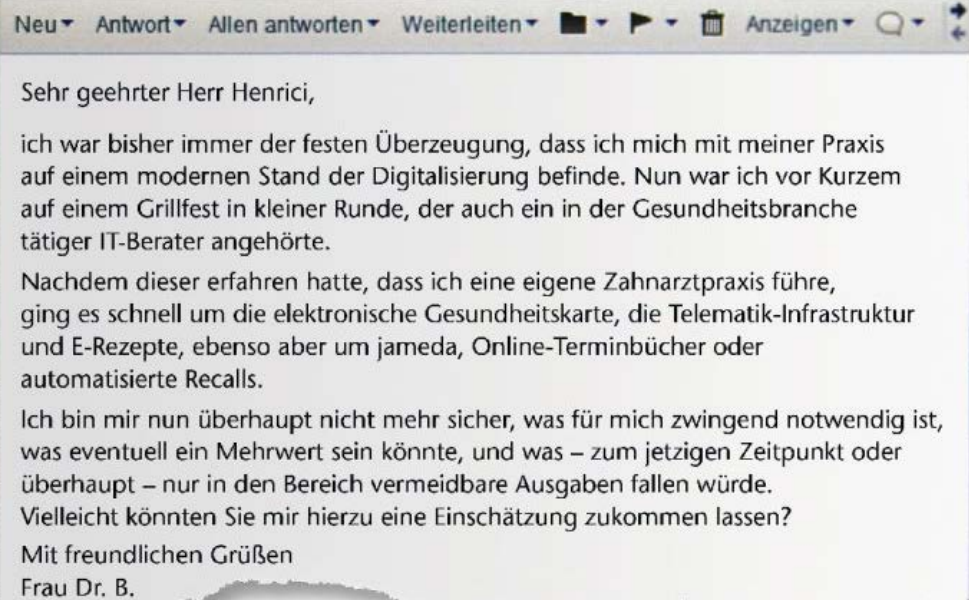 Neu Antwort Allen antworten Weiterleiten Anzeigen
Sehr geehrter Herr Henrici,
ich war bisher immer der festen Überzeugung, dass ich mich mit meiner Praxis
auf einem modernen Stand der Digitalisierung befinde. Nun war ich vor Kurzem
auf einem Grillfest in kleiner Runde, der auch ein in der Gesundheitsbranche
tätiger IT-Berater angehörte.
Nachdem dieser erfahren hatte, dass ich eine eigene Zahnarztpraxis führe,
ging es schnell um die elektronische Gesundheitskarte, die Telematik-Infrastruktur
und E-Rezepte, ebenso aber um jameda, Online-Terminbücher oder
automatisierte Recalls.
Ich bin mir nun überhaupt nicht mehr sicher, was für mich zwingend notwendig ist,
was eventuell ein Mehrwert sein könnte, und was – zum jetzigen Zeitpunkt oder
überhaupt – nur in den Bereich vermeidbare Ausgaben fallen würde.
Vielleicht könnten Sie mir hierzu eine Einschätzung zukommen lassen?
Mit freundlichen Grüßen
Frau Dr. B.